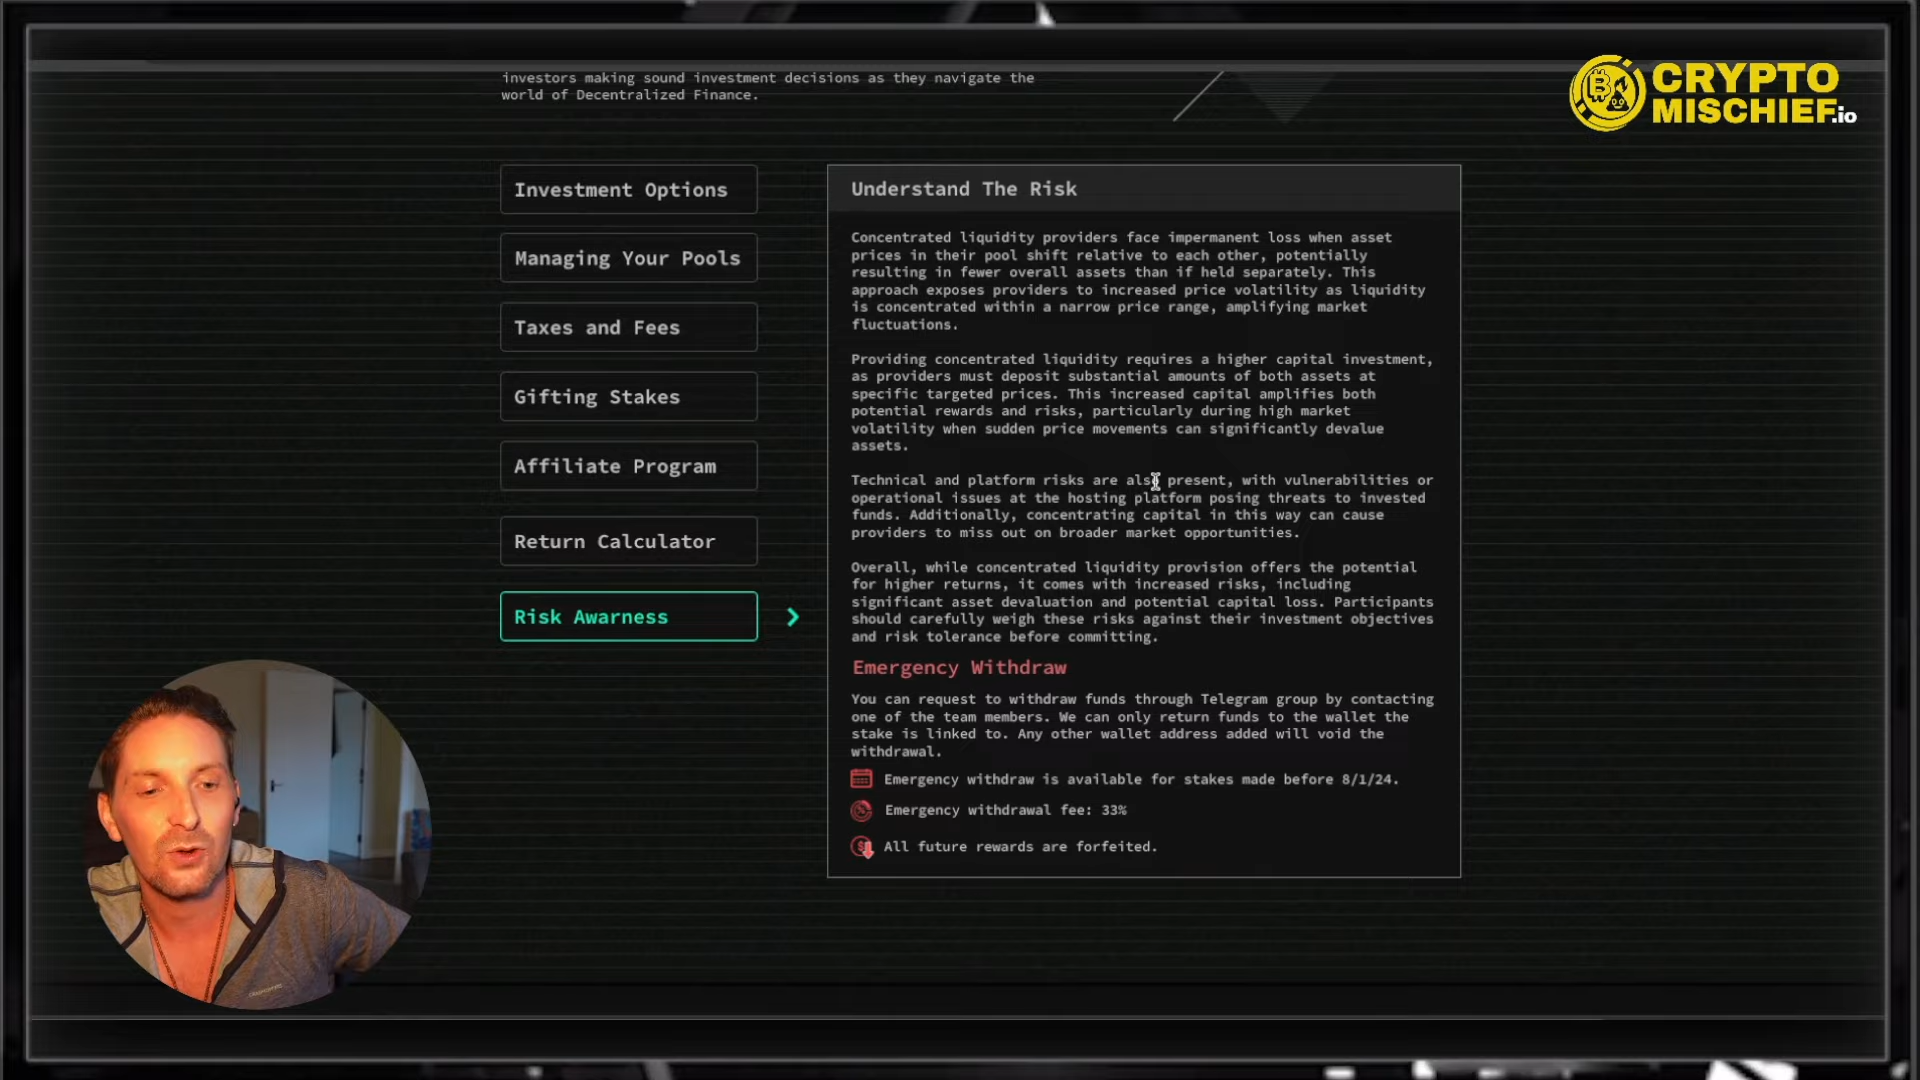 CRYPTO
MISCHIEF.io
investors making sound investment decisions as they navigate the
world of Decentralized Finance.
Investment Options
Managing Your Pools
Taxes and Fees
Gifting Stakes
Affiliate Program
Return Calculator
Risk Awarness
Understand The Risk
Concentrated liquidity providers face impermanent loss when asset
prices in their pool shift relative to each other, potentially
resulting in fewer overall assets than if held separately. This
approach exposes providers to increased price volatility as liquidity
is concentrated within a narrow price range, amplifying market
fluctuations.
Providing concentrated liquidity requires a higher capital investment,
as providers must deposit substantial amounts of both assets at
specific targeted prices. This increased capital amplifies both
potential rewards and risks, particularly during high market
volatility when sudden price movements can significantly devalue
assets.
Technical and platform risks are also present, with vulnerabilities or
operational issues at the hosting platform posing threats to invested
funds. Additionally, concentrating capital in this way can cause
providers to miss out on broader market opportunities.
Overall, while concentrated liquidity provision offers the potential
for higher returns, it comes with increased risks, including
significant asset devaluation and potential capital loss. Participants
should carefully weigh these risks against their investment objectives
and risk tolerance before committing.
Emergency Withdraw
You can request to withdraw funds through Telegram group by contacting
one of the team members. We can only return funds to the wallet the
stake is linked to. Any other wallet address added will void the
withdrawal.
Emergency withdraw is available for stakes made before 8/1/24.
Emergency withdrawal fee: 33%
All future rewards are forfeited.